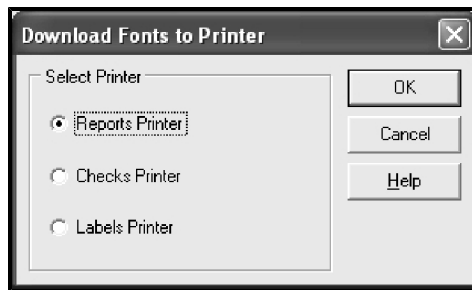 Download Fonts to Printer
Select Printer
Reports Printer
Checks Printer
Labels Printer
OK
Cancel
Help